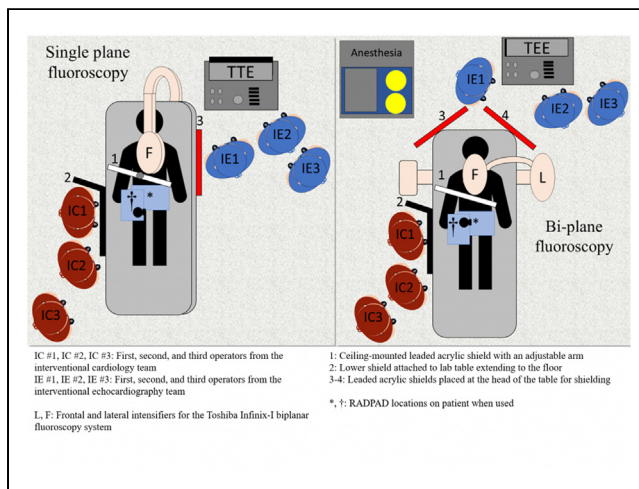 Single plane
fluoroscopy
TTE
F
1
2
3
† *
IC1
IC2
IC3
IE1
IE2
IE3
Anesthesia
TEE
IE1
IE2
IE3
3
4
F
L
1
2
† *
IC1
IC2
IC3
Bi-plane
fluoroscopy
IC #1, IC #2, IC #3: First, second, and third operators from the
interventional cardiology team
IE #1, IE #2, IE #3: First, second, and third operators from the
interventional echocardiography team
L, F: Frontal and lateral intensifiers for the Toshiba Infinix-I biplanar
fluoroscopy system
1: Ceiling-mounted leaded acrylic shield with an adjustable arm
2: Lower shield attached to lab table extending to the floor
3-4: Leaded acrylic shields placed at the head of the table for shielding
*, †: RADPAD locations on patient when used